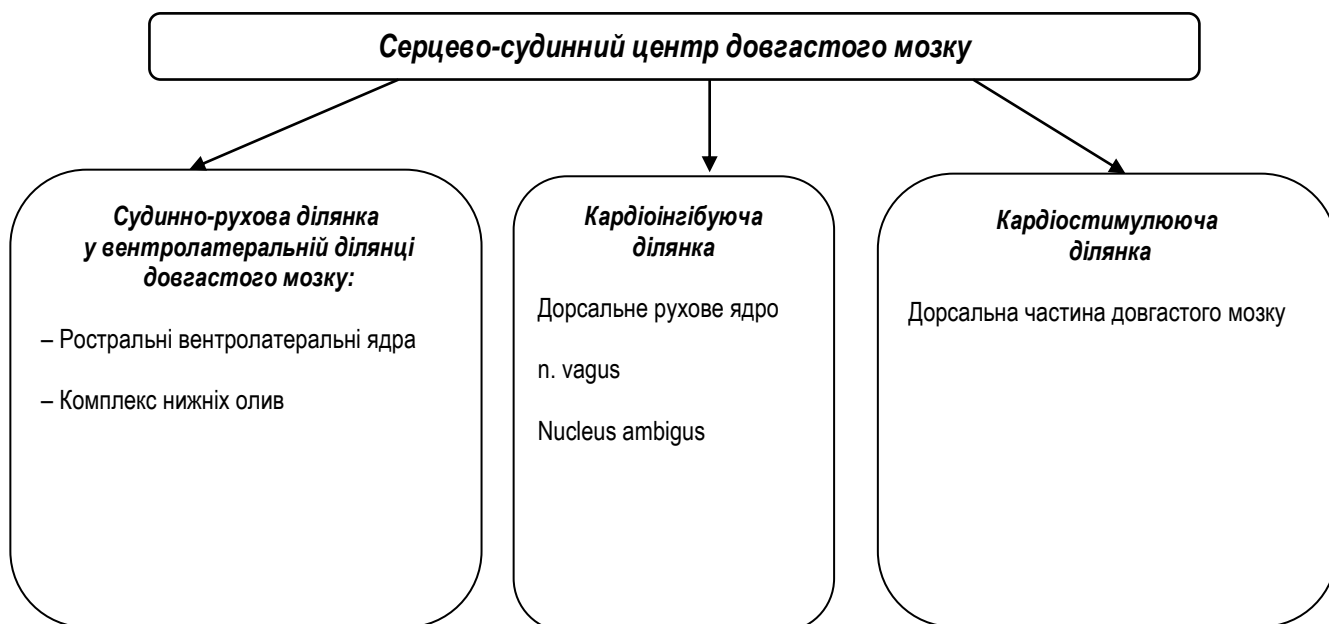 Серцево-судинний центр довгастого мозку
Судинно-рухова ділянка
у вентролатеральній ділянці
довгастого мозку:
– Ростральні вентролатеральні ядра
– Комплекс нижніх олив
Кардіоінгібуюча
ділянка
Дорсальне рухове ядро
n. vagus
Nucleus ambigus
Кардіостимулююча
ділянка
Дорсальна частина довгастого мозку